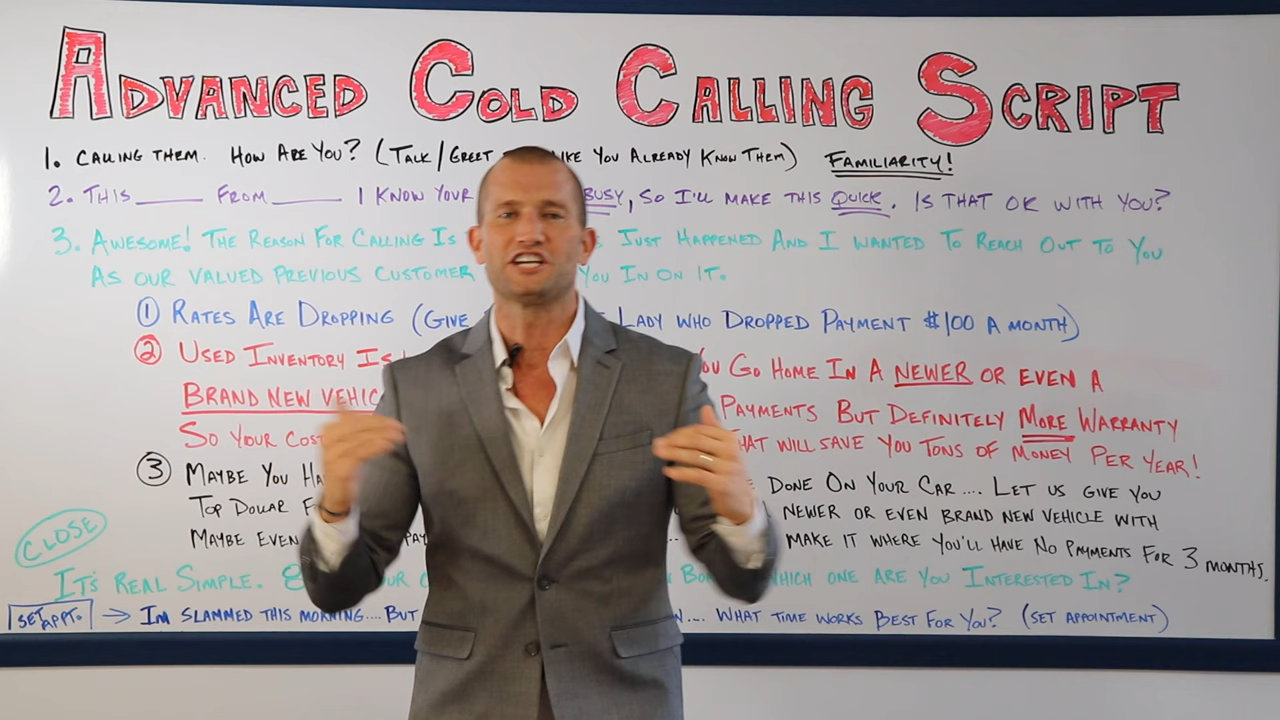 ADVANCED COLD CALLING SCRIPT
1. CALLING THEM. HOW ARE YOU? (TALK/GREET LIKE YOU ALREADY KNOW THEM) FAMILIARITY!
2. THIS ______ FROM ______ I KNOW YOUR BUSY, SO I'LL MAKE THIS QUICK. IS THAT OK WITH YOU?
3. AWESOME! THE REASON FOR CALLING IS JUST HAPPENED AND I WANTED TO REACH OUT TO YOU
AS OUR VALUED PREVIOUS CUSTOMER YOU IN ON IT.
① RATES ARE DROPPING (GIVE LADY WHO DROPPED PAYMENT $100 A MONTH)
② USED INVENTORY IS YOU GO HOME IN A NEWER OR EVEN A
BRAND NEW PAYMENTS BUT DEFINITELY MORE WARRANTY
SO YOUR THAT WILL SAVE YOU TONS OF MONEY PER YEAR!
③ MAYBE YOU DONE ON YOUR CAR.... LET US GIVE YOU
TOP DOLLAR NEWER OR EVEN BRAND NEW VEHICLE WITH
MAYBE EVEN MAKE IT WHERE YOU'LL HAVE NO PAYMENTS FOR 3 MONTHS.
CLOSE
IT'S REAL SIMPLE. WHICH ONE ARE YOU INTERESTED IN?
SET APPT. → IM SLAMMED THIS MORNING....BUT .... WHAT TIME WORKS BEST FOR YOU? (SET APPOINTMENT)